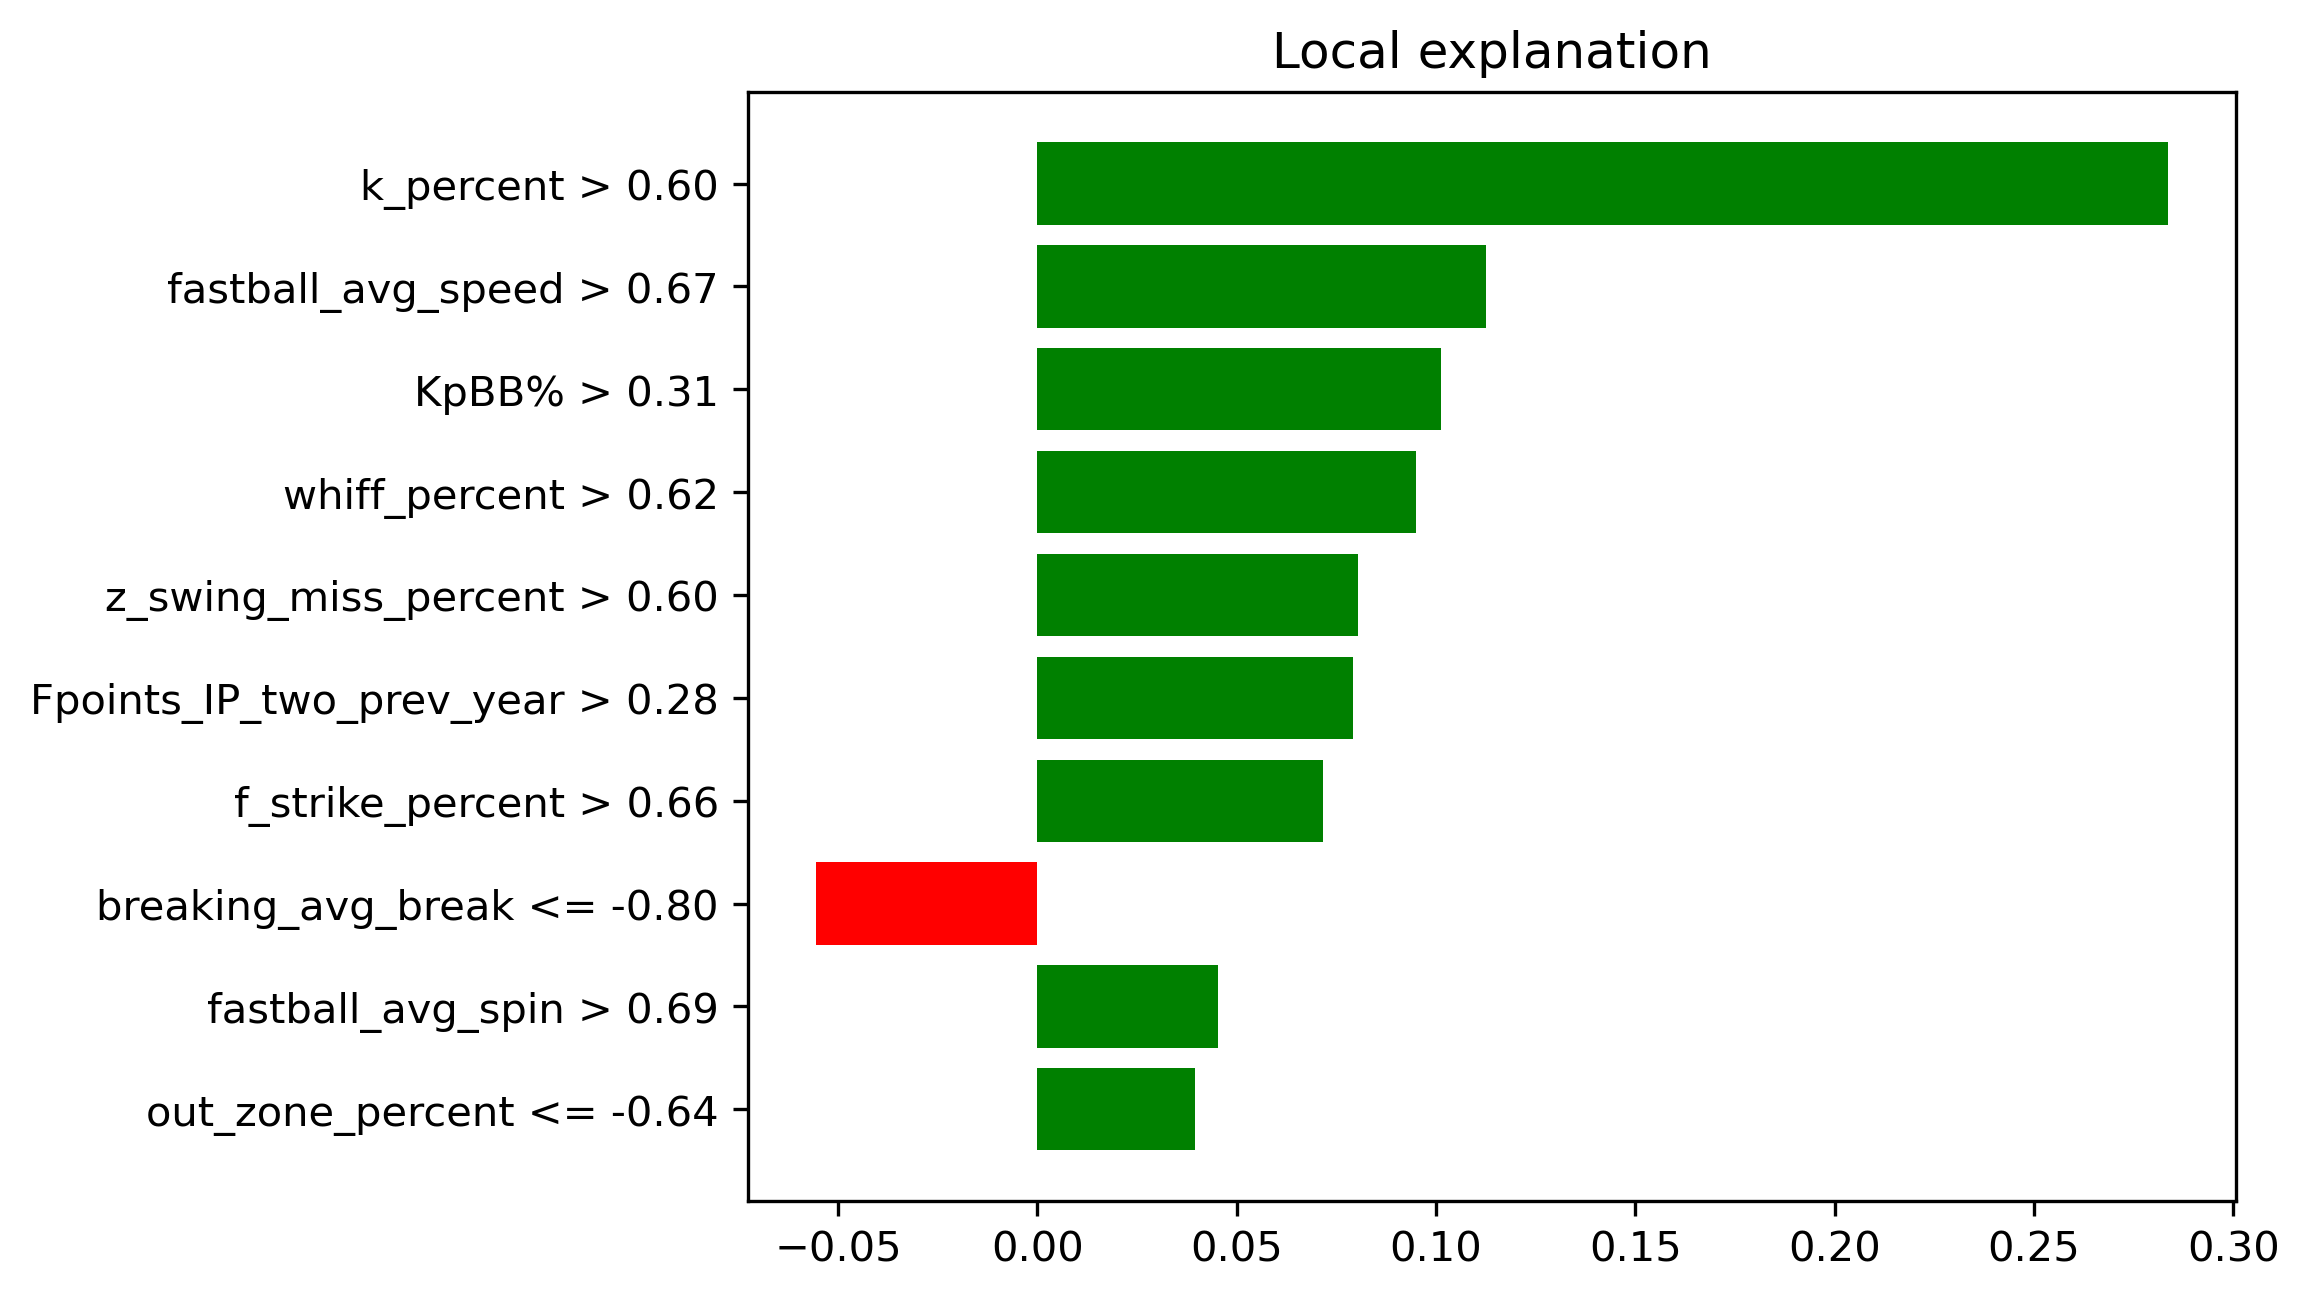 Local explanation
k_percent > 0.60
fastball_avg_speed > 0.67
KpBB% > 0.31
whiff_percent > 0.62
z_swing_miss_percent > 0.60
Fpoints_IP_two_prev_year > 0.28
f_strike_percent > 0.66
breaking_avg_break <= -0.80
fastball_avg_spin > 0.69
out_zone_percent <= -0.64
−0.05 0.00 0.05 0.10 0.15 0.20 0.25 0.30